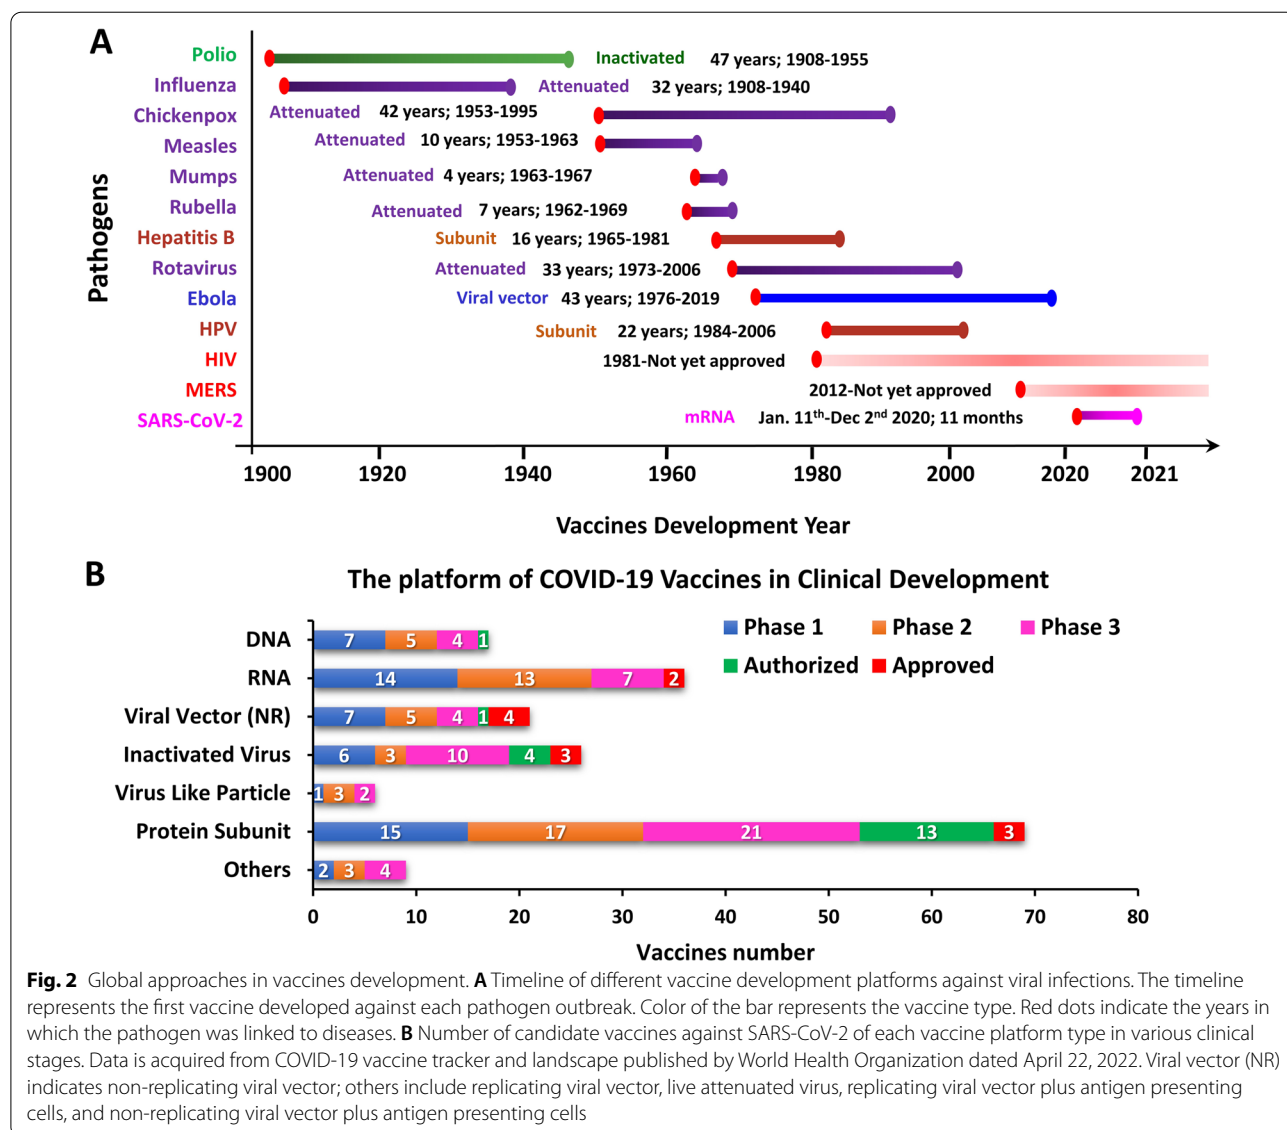 A
Pathogens
Polio Inactivated 47 years; 1908-1955
Influenza Attenuated 32 years; 1908-1940
Chickenpox Attenuated 42 years; 1953-1995
Measles Attenuated 10 years; 1953-1963
Mumps Attenuated 4 years; 1963-1967
Rubella Attenuated 7 years; 1962-1969
Hepatitis B Subunit 16 years; 1965-1981
Rotavirus Attenuated 33 years; 1973-2006
Ebola Viral vector 43 years; 1976-2019
HPV Subunit 22 years; 1984-2006
HIV 1981-Not yet approved
MERS 2012-Not yet approved
SARS-CoV-2 mRNA Jan. 11th-Dec 2nd 2020; 11 months
1900 1920 1940 1960 1980 2000 2020 2021
Vaccines Development Year
B
The platform of COVID-19 Vaccines in Clinical Development
Phase 1 Phase 2 Phase 3
Authorized Approved
DNA 7 5 4 1
RNA 14 13 7 2
Viral Vector (NR) 7 5 4 1 4
Inactivated Virus 6 3 10 4 3
Virus Like Particle 1 3 2
Protein Subunit 15 17 21 13 3
Others 2 3 4
0 10 20 30 40 50 60 70 80
Vaccines number
Fig. 2 Global approaches in vaccines development. A Timeline of different vaccine development platforms against viral infections. The timeline
represents the first vaccine developed against each pathogen outbreak. Color of the bar represents the vaccine type. Red dots indicate the years in
which the pathogen was linked to diseases. B Number of candidate vaccines against SARS-CoV-2 of each vaccine platform type in various clinical
stages. Data is acquired from COVID-19 vaccine tracker and landscape published by World Health Organization dated April 22, 2022. Viral vector (NR)
indicates non-replicating viral vector; others include replicating viral vector, live attenuated virus, replicating viral vector plus antigen presenting
cells, and non-replicating viral vector plus antigen presenting cells